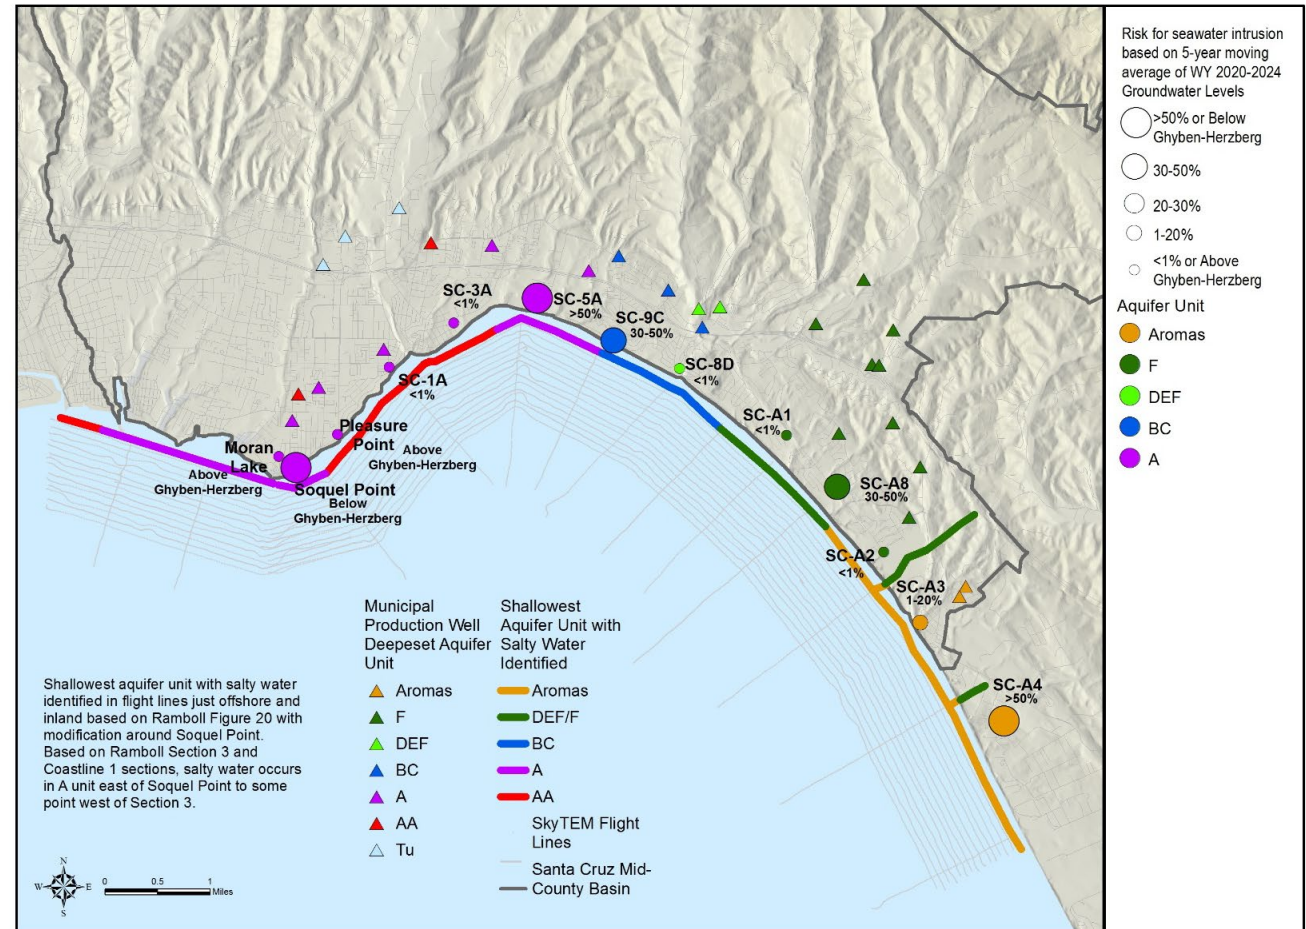 Risk for seawater intrusion
based on 5-year moving
average of WY 2020-2024
Groundwater Levels
>50% or Below
Ghyben-Herzberg
30-50%
20-30%
1-20%
<1% or Above
Ghyben-Herzberg
Aquifer Unit
Aromas
F
DEF
BC
A
SC-3A
<1%
SC-5A
>50%
SC-9C
30-50%
SC-8D
<1%
SC-1A
<1%
SC-A1
<1%
Pleasure
Point
Above
Ghyben-Herzberg
Moran
Lake
Above
Ghyben-Herzberg
Soquel Point
Below
Ghyben-Herzberg
SC-A8
30-50%
SC-A2
<1%
SC-A3
1-20%
SC-A4
>50%
Municipal
Production Well
Deepeset Aquifer
Unit
Aromas
F
DEF
BC
A
AA
Tu
Shallowest
Aquifer Unit with
Salty Water
Identified
Aromas
DEF/F
BC
A
AA
SkyTEM Flight
Lines
Santa Cruz Mid-
County Basin
Shallowest aquifer unit with salty water
identified in flight lines just offshore and
inland based on Ramboll Figure 20 with
modification around Soquel Point.
Based on Ramboll Section 3 and
Coastline 1 sections, salty water occurs
in A unit east of Soquel Point to some
point west of Section 3.
N
W
E
S
0 0.5 1
Miles